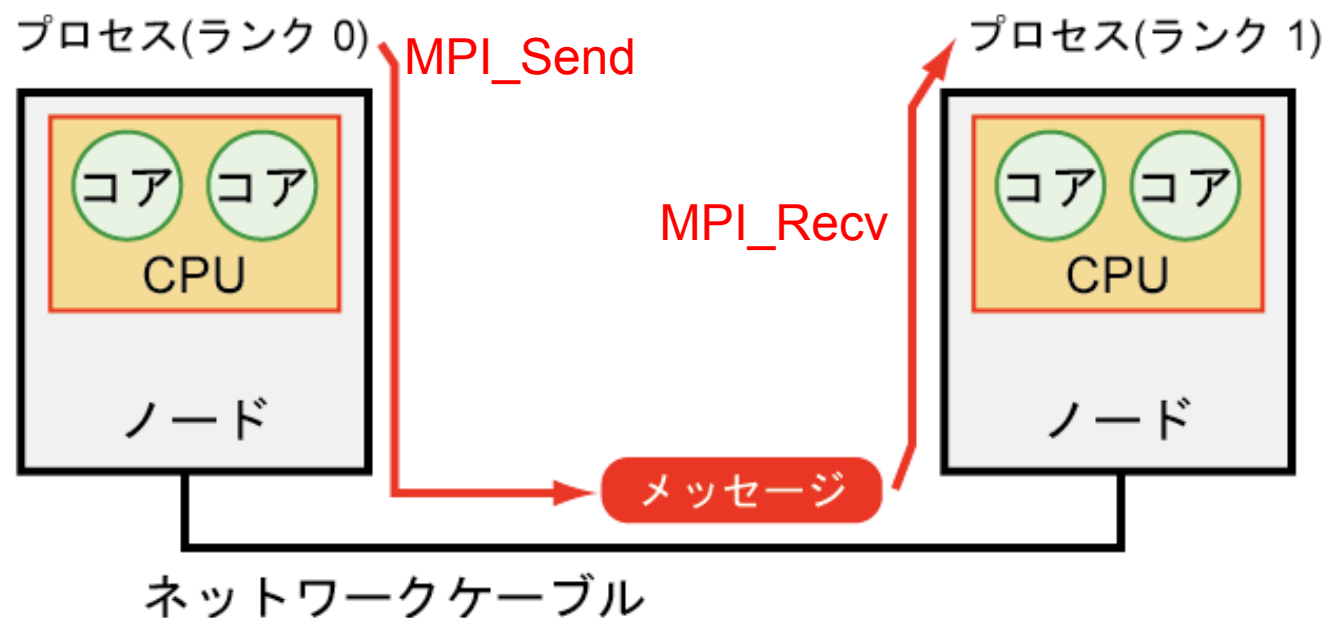 プロセス(ランク 0)
MPI_Send
プロセス(ランク 1)
コア コア
CPU
ノード
MPI_Recv
コア コア
CPU
ノード
メッセージ
ネットワークケーブル